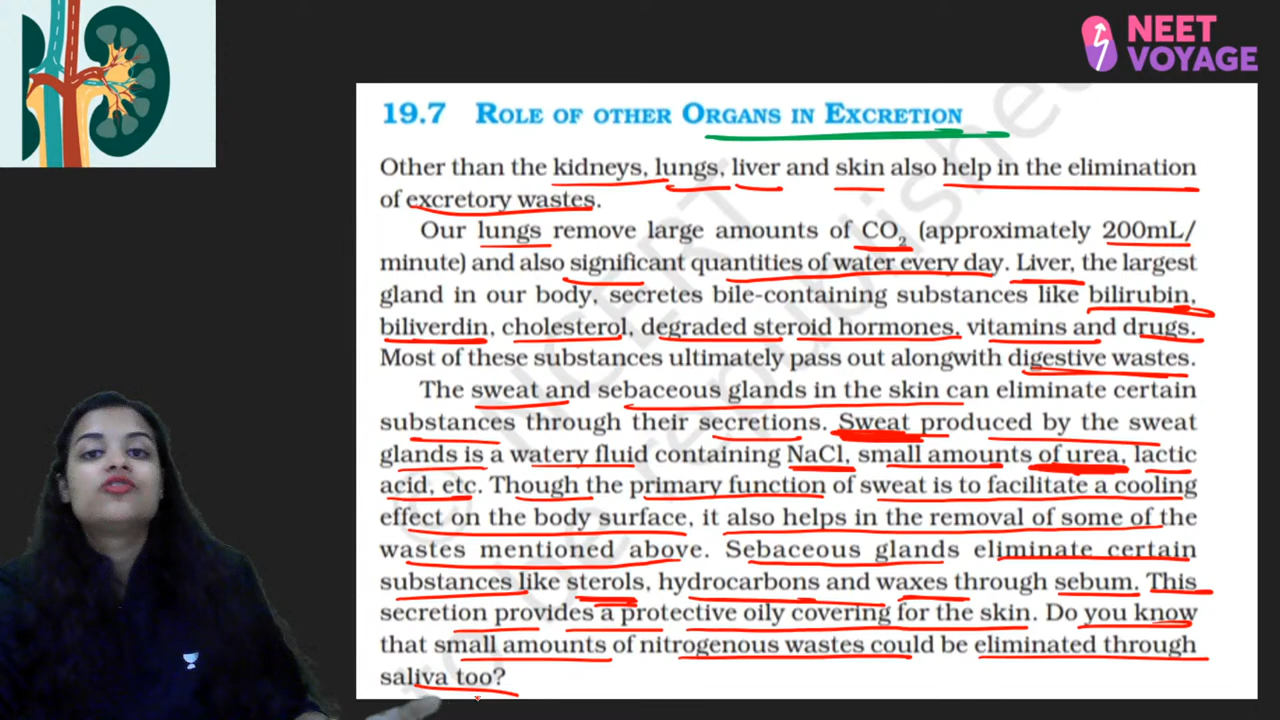 NEET
VOYAGE
19.7 ROLE OF OTHER ORGANS IN EXCRETION
Other than the kidneys, lungs, liver and skin also help in the elimination
of excretory wastes.
Our lungs remove large amounts of CO₂ (approximately 200mL/
minute) and also significant quantities of water every day. Liver, the largest
gland in our body, secretes bile-containing substances like bilirubin,
biliverdin, cholesterol, degraded steroid hormones, vitamins and drugs.
Most of these substances ultimately pass out alongwith digestive wastes.
The sweat and sebaceous glands in the skin can eliminate certain
substances through their secretions. Sweat produced by the sweat
glands is a watery fluid containing NaCl, small amounts of urea, lactic
acid, etc. Though the primary function of sweat is to facilitate a cooling
effect on the body surface, it also helps in the removal of some of the
wastes mentioned above. Sebaceous glands eliminate certain
substances like sterols, hydrocarbons and waxes through sebum. This
secretion provides a protective oily covering for the skin. Do you know
that small amounts of nitrogenous wastes could be eliminated through
saliva too?